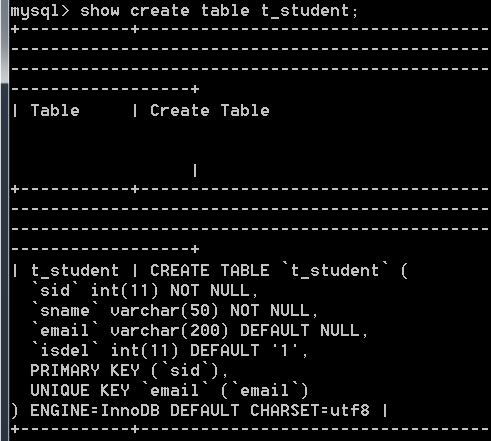 mysql> show create table t_student;
+-----------+-----------------------------------
------------------------------------------------
------------------------------------------------
------------------+
| Table     | Create Table
                  |
+-----------+-----------------------------------
------------------------------------------------
------------------------------------------------
------------------+
| t_student | CREATE TABLE `t_student` (
  `sid` int(11) NOT NULL,
  `sname` varchar(50) NOT NULL,
  `email` varchar(200) DEFAULT NULL,
  `isdel` int(11) DEFAULT '1',
  PRIMARY KEY (`sid`),
  UNIQUE KEY `email` (`email`)
) ENGINE=InnoDB DEFAULT CHARSET=utf8 |
+-----------+-----------------------------------